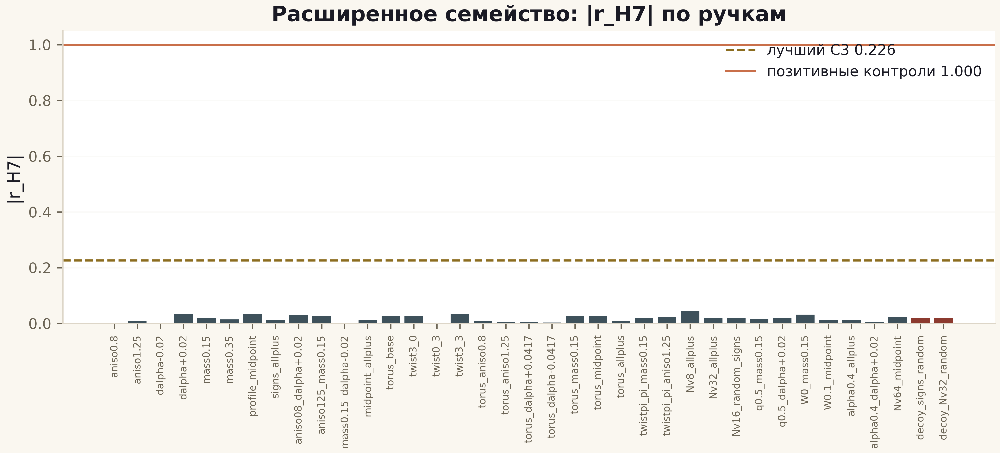 Расширенное семейство: |r_H7| по ручкам
|r_H7|
1.0
0.8
0.6
0.4
0.2
0.0
лучший C3 0.226
позитивные контроли 1.000
aniso0.8
aniso1.25
dalpha-0.02
dalpha+0.02
mass0.15
mass0.35
profile_midpoint
signs_allplus
aniso08_dalpha+0.02
aniso125_mass0.15
mass0.15_dalpha-0.02
midpoint_allplus
torus_base
twist3_0
twist0_3
twist3_3
torus_aniso0.8
torus_aniso1.25
torus_dalpha+0.0417
torus_dalpha-0.0417
torus_mass0.15
torus_midpoint
torus_allplus
twistpi_pi_mass0.15
twistpi_pi_aniso1.25
Nv8_allplus
Nv32_allplus
Nv16_random_signs
q0.5_mass0.15
q0.5_dalpha+0.02
W0_mass0.15
W0.1_midpoint
alpha0.4_allplus
alpha0.4_dalpha+0.02
Nv64_midpoint
decoy_signs_random
decoy_Nv32_random